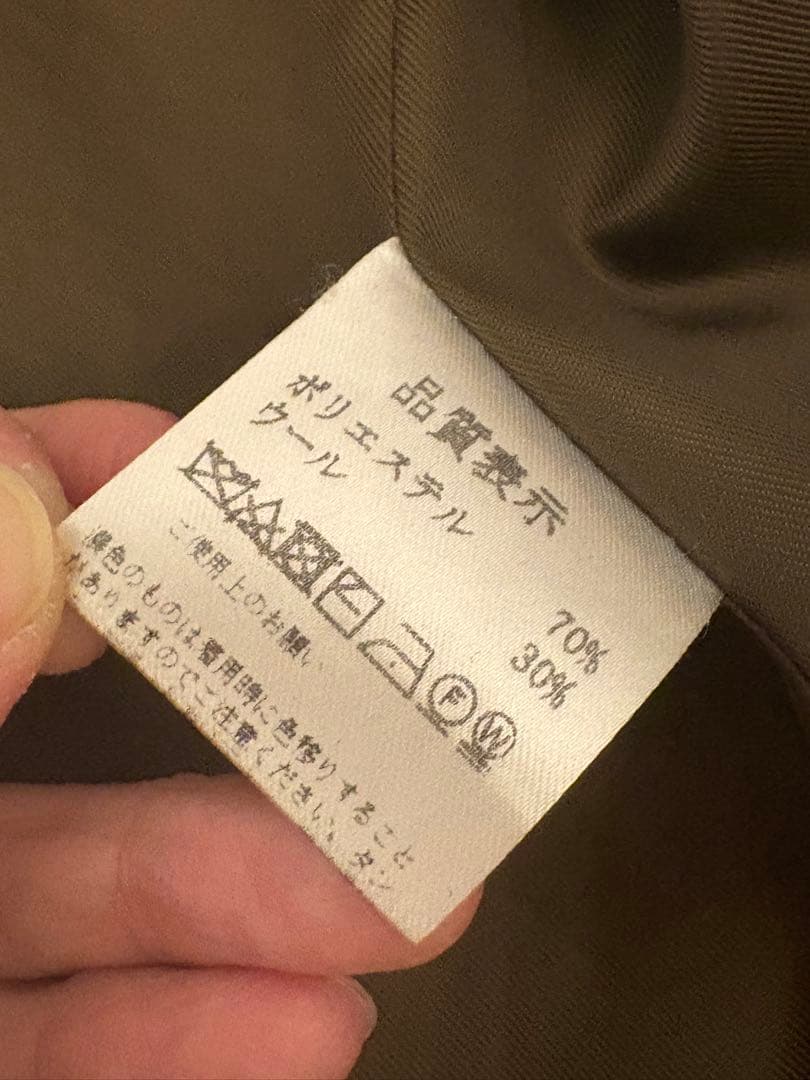 品質表示
ポリエステル 70%
ウール 30%
F W
ご使用上のお願い
濃色のものは着用時に色移りすること
がありますのでご注意ください。タン